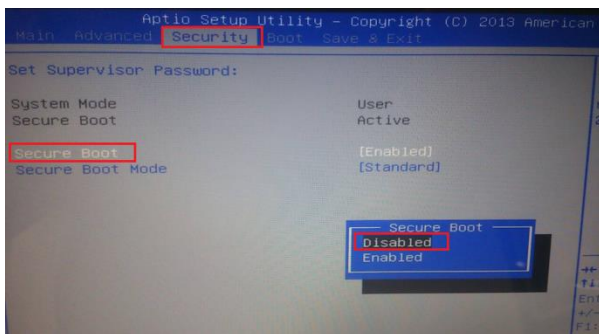 Aptio Setup Utility – Copyright (C) 2013 American
Main Advanced Security Boot Save & Exit
Set Supervisor Password:
System Mode User
Secure Boot Active
Secure Boot [Enabled]
Secure Boot Mode [Standard]
Secure Boot
Disabled
Enabled